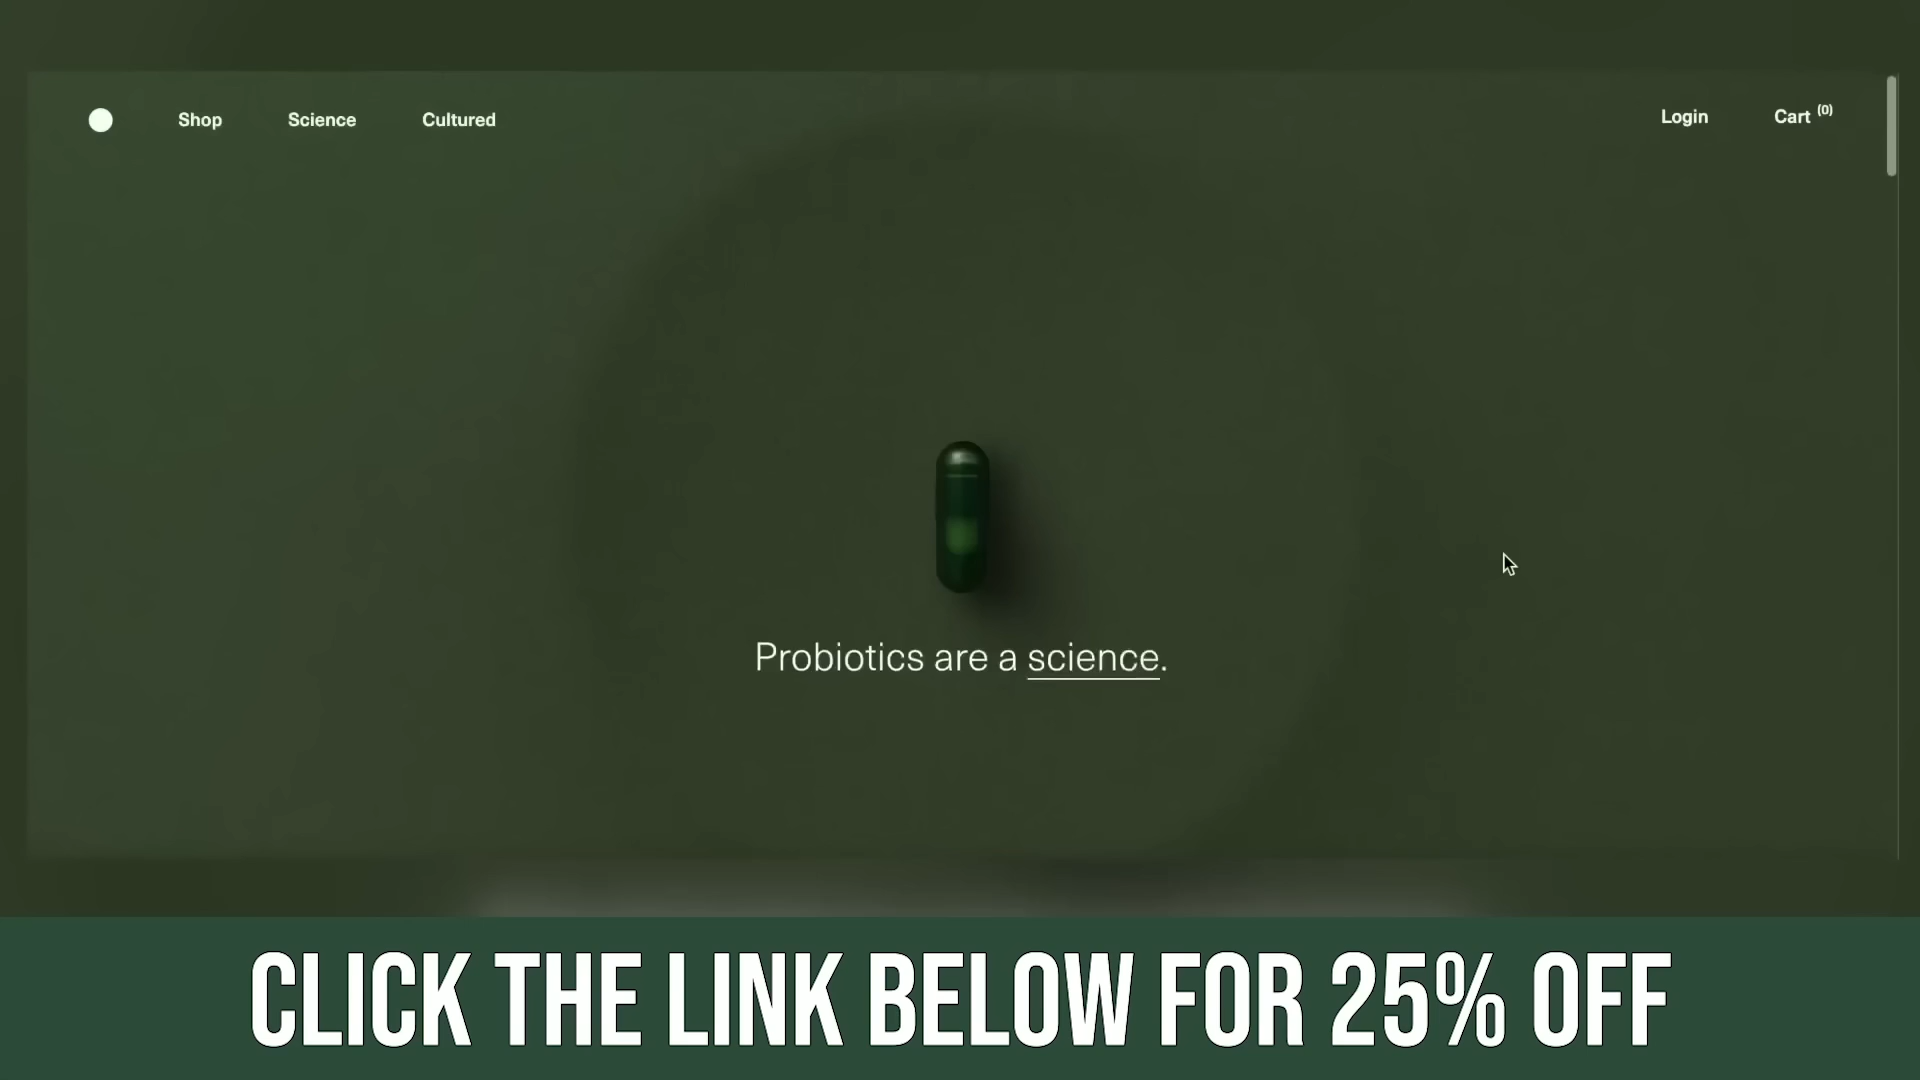 Shop Science Cultured Login Cart (0)
Probiotics are a science.
CLICK THE LINK BELOW FOR 25% OFF